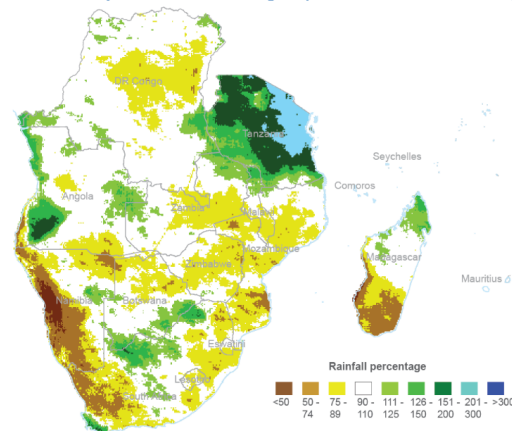 DR Congo
Tanzania
Seychelles
Comoros
Angola
Zambia
Malawi
Mozambique
Madagascar
Mauritius
Zimbabwe
Namibia
Botswana
Eswatini
Lesotho
South Africa
Rainfall percentage
<50 50 - 75 - 90 - 111 - 126 - 151 - 201 - >300
74 89 110 125 150 200 300